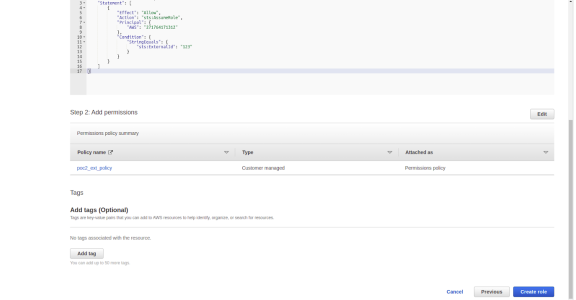 3 "Statement": [
4 {
5 "Effect": "Allow",
6 "Action": "sts:AssumeRole",
7 "Principal": {
8 "AWS": "371764171312"
9 },
10 "Condition": {
11 "StringEquals": {
12 "sts:ExternalId": "123"
13 }
14 }
15 }
16 ]
17 }
Step 2: Add permissions
Edit
Permissions policy summary
Policy name Type Attached as
poc2_ext_policy Customer managed Permissions policy
Tags
Add tags (Optional)
Tags are key-value pairs that you can add to AWS resources to help identify, organize, or search for resources.
No tags associated with the resource.
Add tag
You can add up to 50 more tags.
Cancel Previous Create role